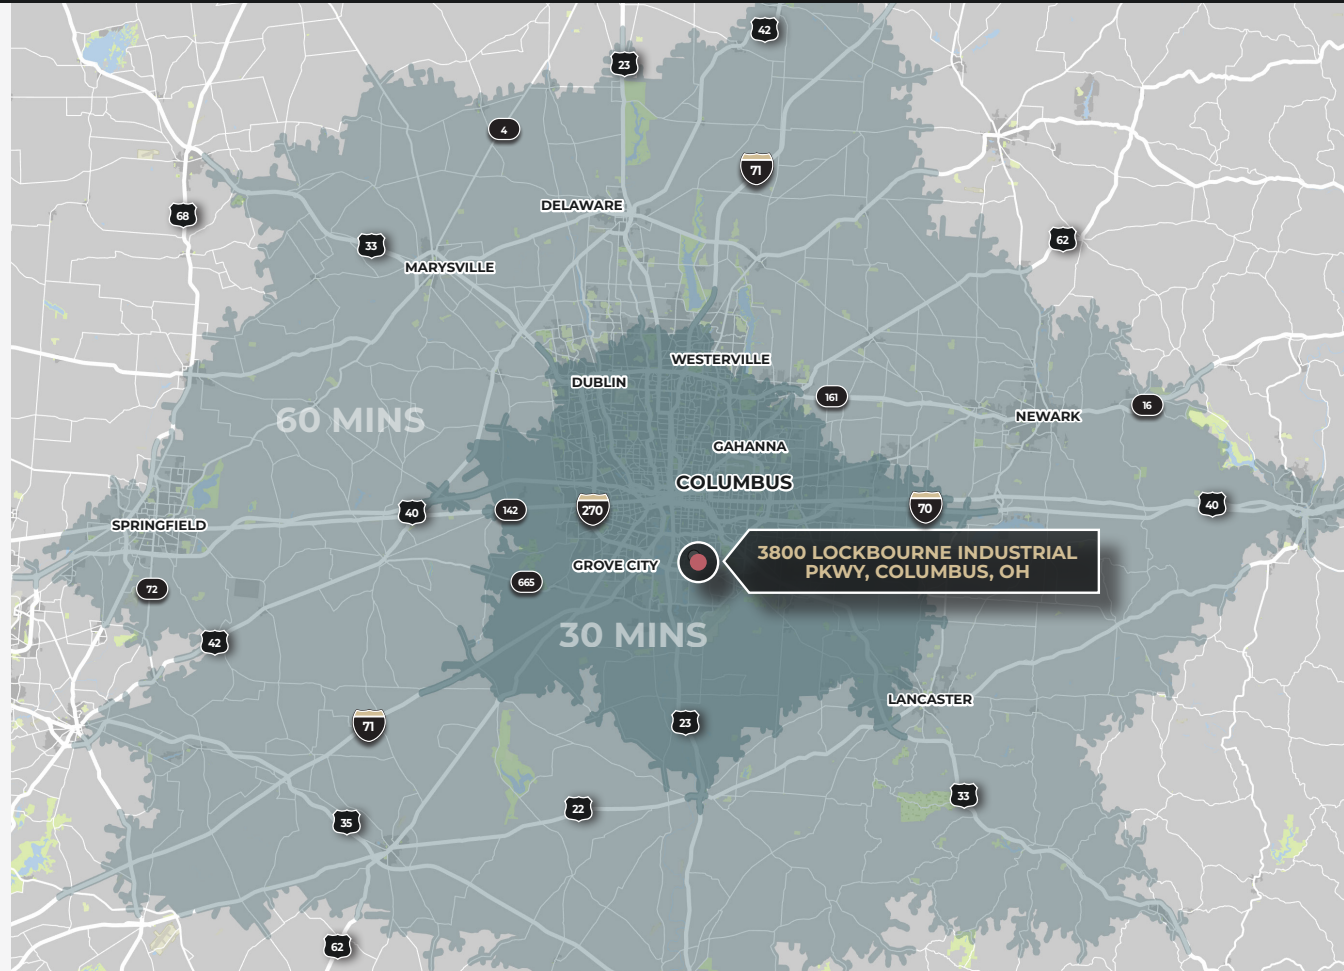 42
23
4
71
DELAWARE
68
33
62
MARYSVILLE
WESTERVILLE
DUBLIN
161
16
60 MINS
NEWARK
GAHANNA
COLUMBUS
40
142
270
70
40
SPRINGFIELD
3800 LOCKBOURNE INDUSTRIAL
PKWY, COLUMBUS, OH
GROVE CITY
665
72
30 MINS
42
LANCASTER
71
23
33
22
35
62